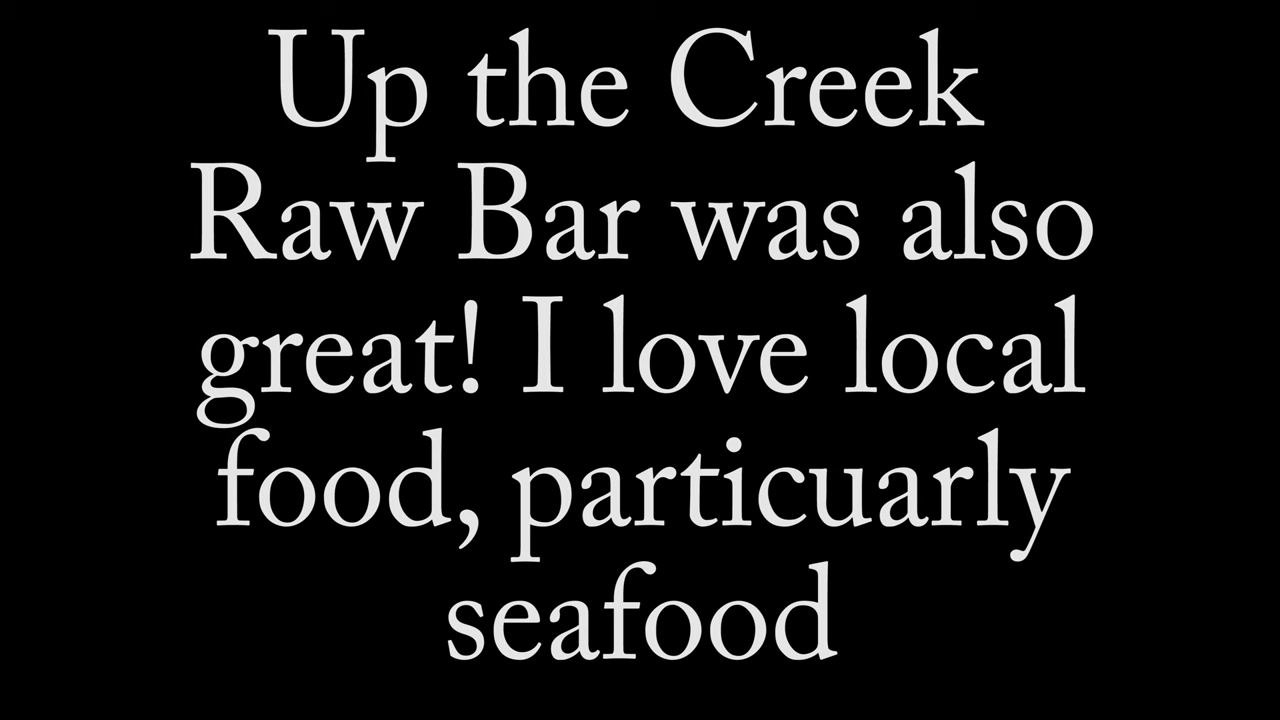 Up the Creek
Raw Bar was also
great! I love local
food, particuarly
seafood